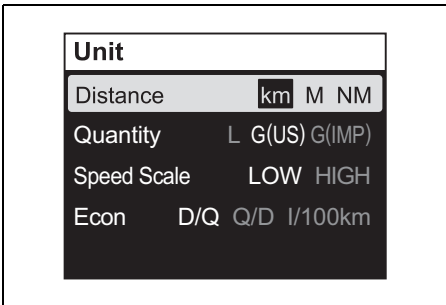 Unit
Distance km M NM
Quantity L G(US) G(IMP)
Speed Scale LOW HIGH
Econ D/Q Q/D l/100km